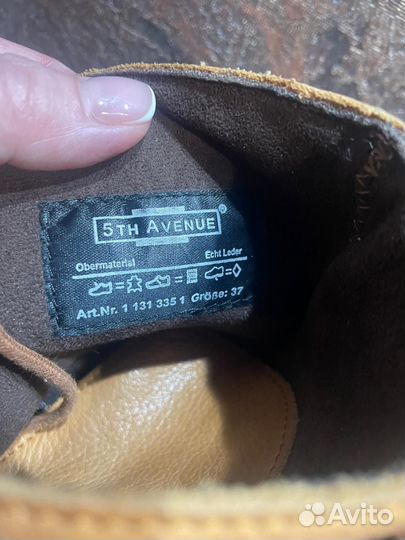 5TH AVENUE ®
Obermaterial Echt Leder
= = =
Art.Nr. 1 131 335 1 Größe: 37
Avito